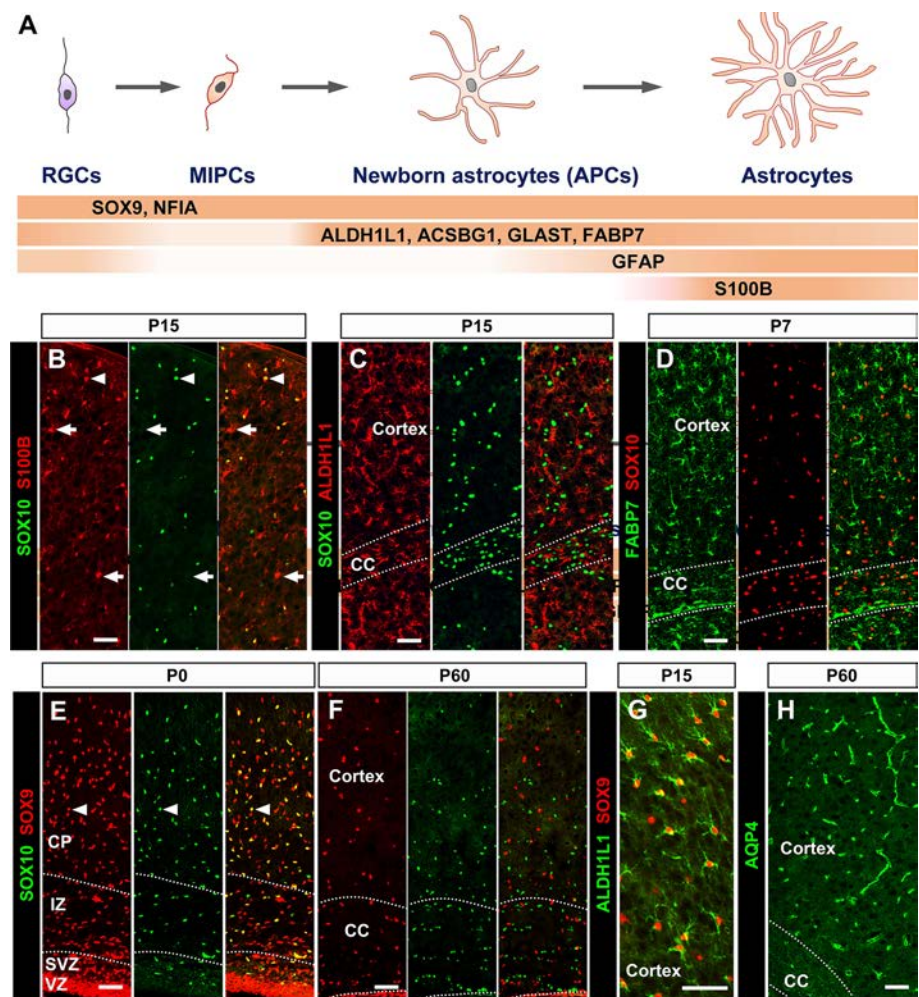 A
RGCs MIPCs Newborn astrocytes (APCs) Astrocytes
SOX9, NFIA
ALDH1L1, ACSBG1, GLAST, FABP7
GFAP
S100B
P15 P15 P7
B C D
SOX10 S100B
SOX10 ALDH1L1
Cortex
CC
FABP7 SOX10
Cortex
CC
P0 P60 P15 P60
E F G H
SOX10 SOX9
CP
IZ
SVZ
VZ
Cortex
CC
ALDH1L1 SOX9
Cortex
AQP4
Cortex
CC